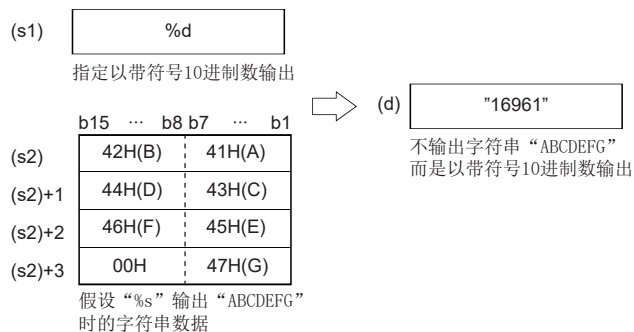 (s1)
%d
指定以带符号10进制数输出
(d)
"16961"
不输出字符串“ABCDEFG”
而是以带符号10进制数输出
b15 ··· b8 b7 ··· b1
(s2) 42H(B) 41H(A)
(s2)+1 44H(D) 43H(C)
(s2)+2 46H(F) 45H(E)
(s2)+3 00H 47H(G)
假设“%s”输出“ABCDEFG”
时的字符串数据